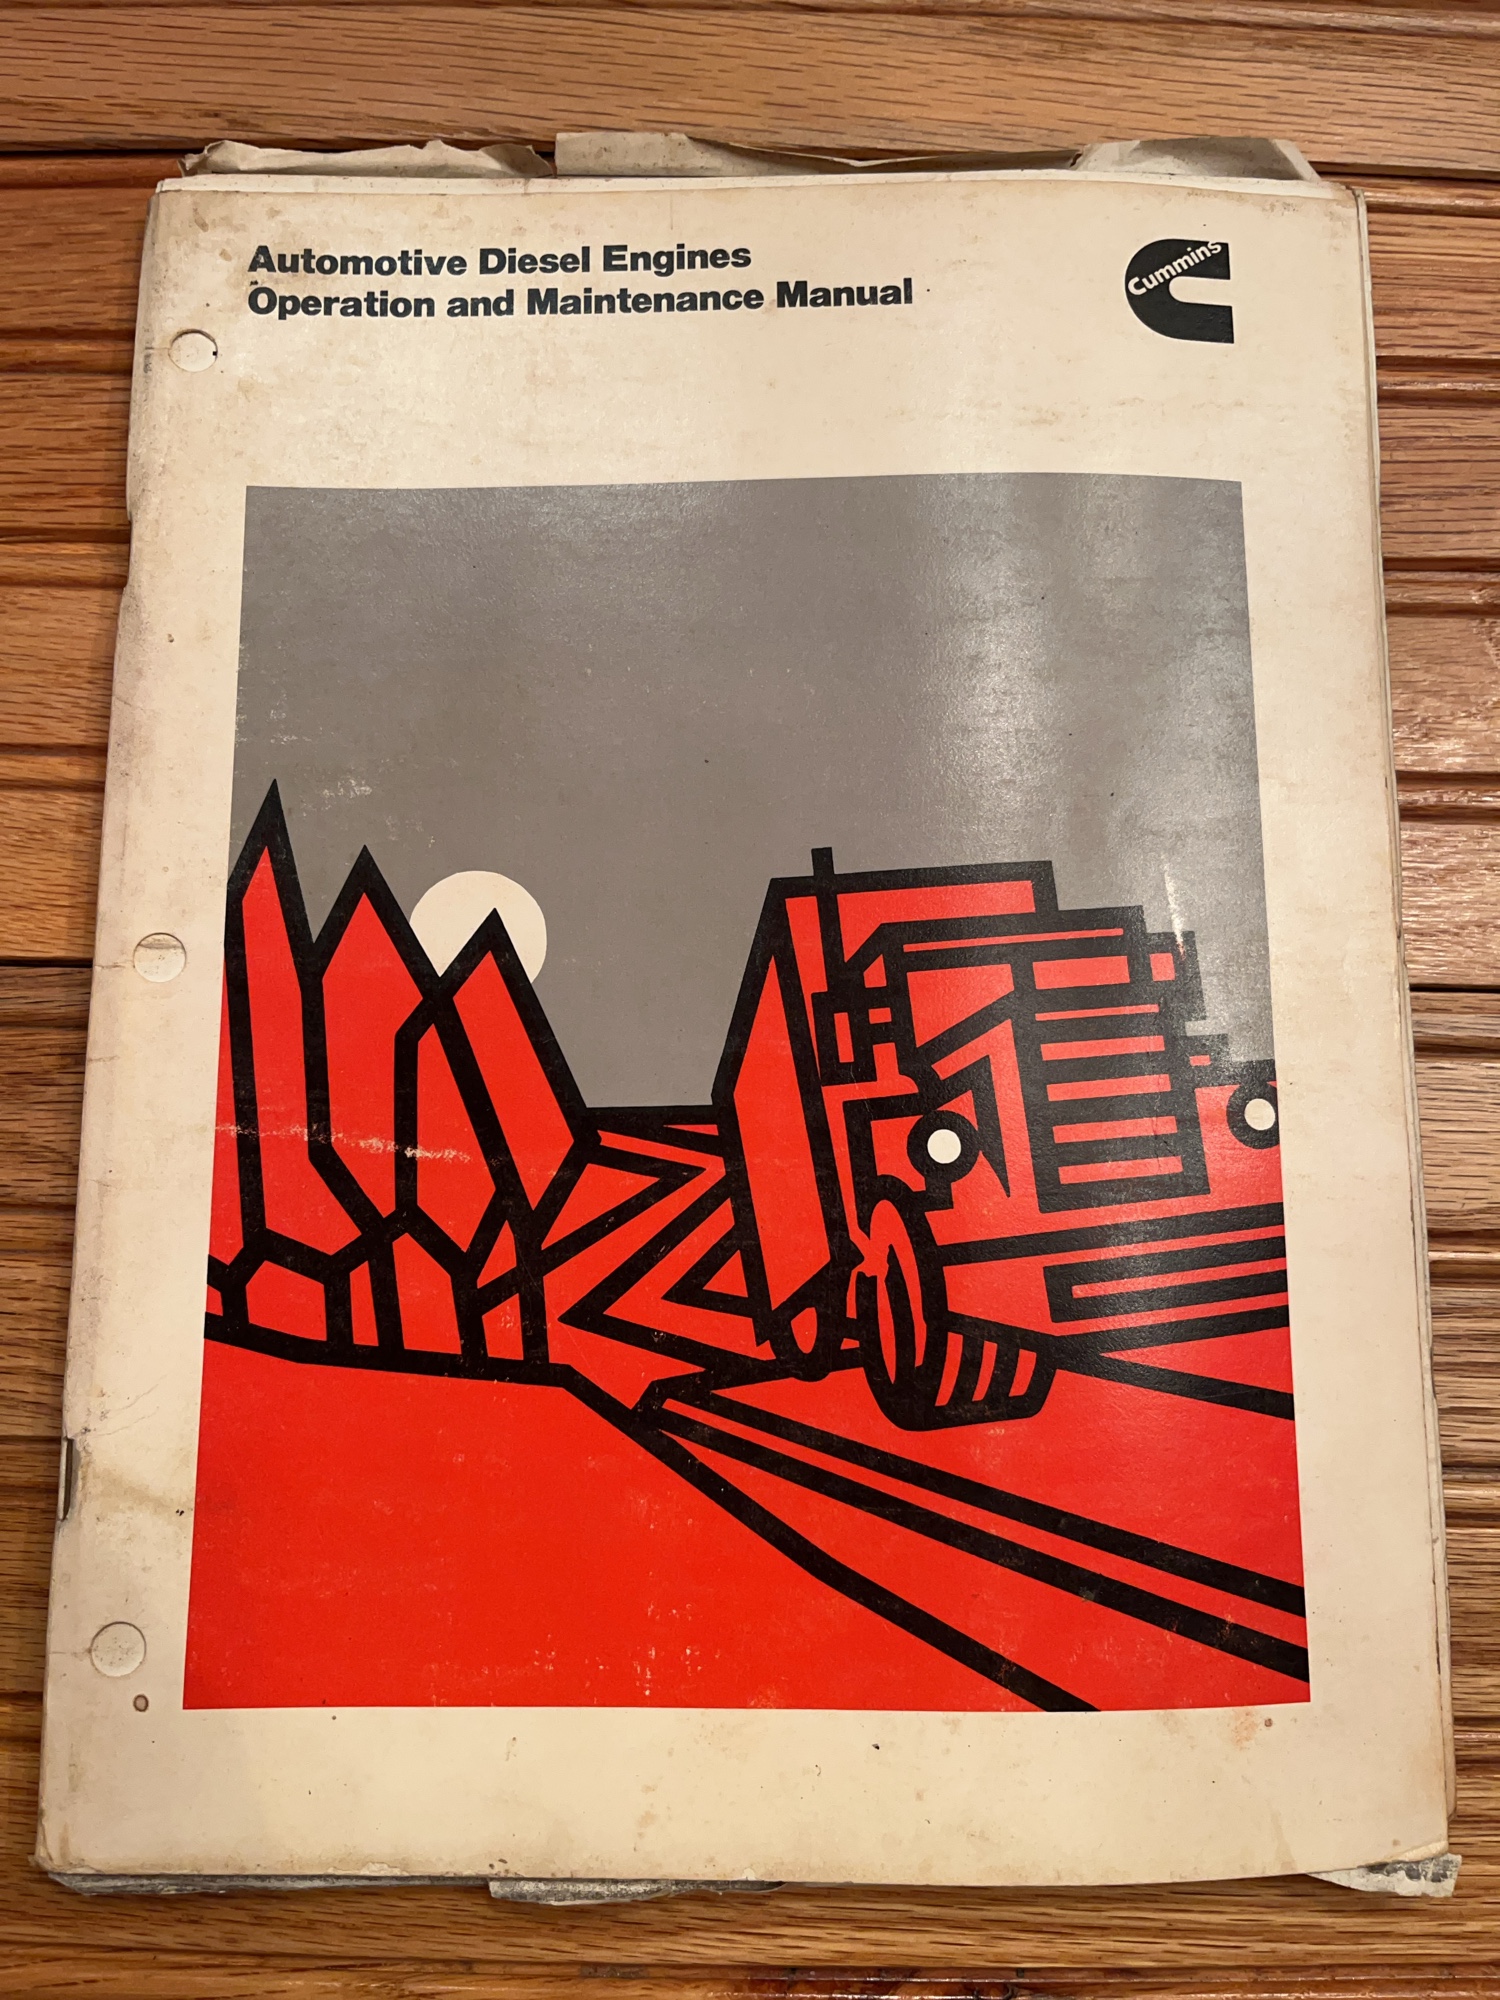 Automotive Diesel Engines
Operation and Maintenance Manual
Cummins